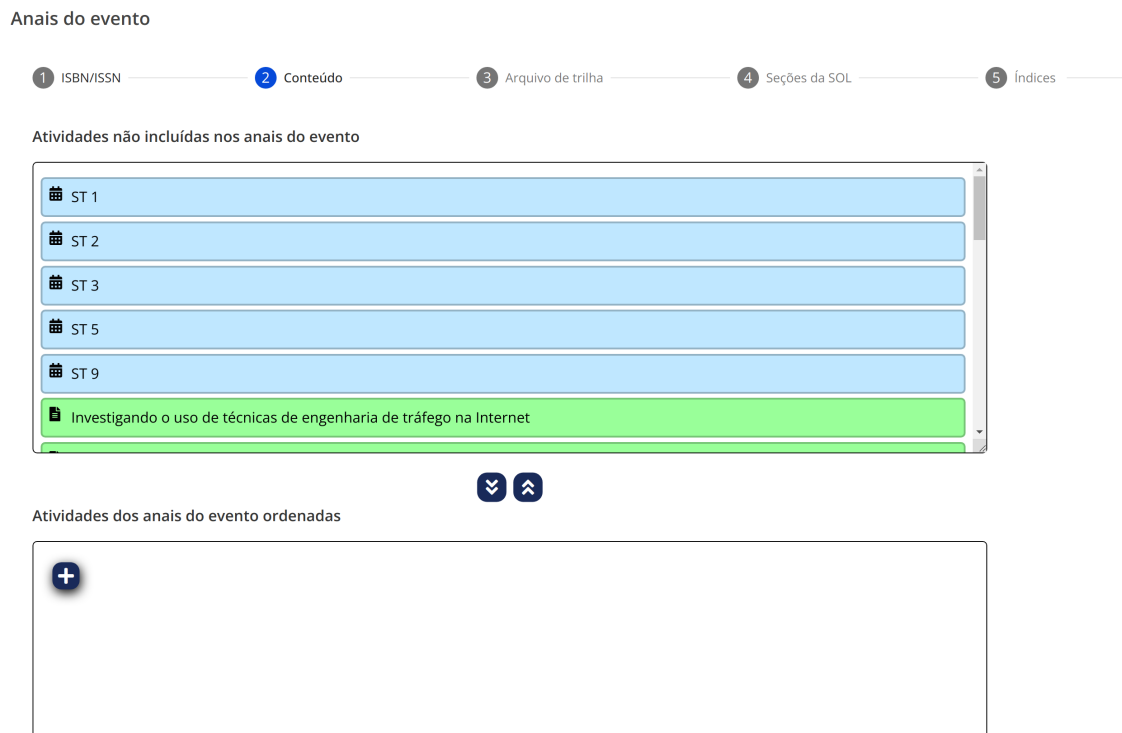 Anais do evento
1 ISBN/ISSN 2 Conteúdo 3 Arquivo de trilha 4 Seções da SOL 5 Índices
Atividades não incluídas nos anais do evento
ST 1
ST 2
ST 3
ST 5
ST 9
Investigando o uso de técnicas de engenharia de tráfego na Internet
Atividades dos anais do evento ordenadas